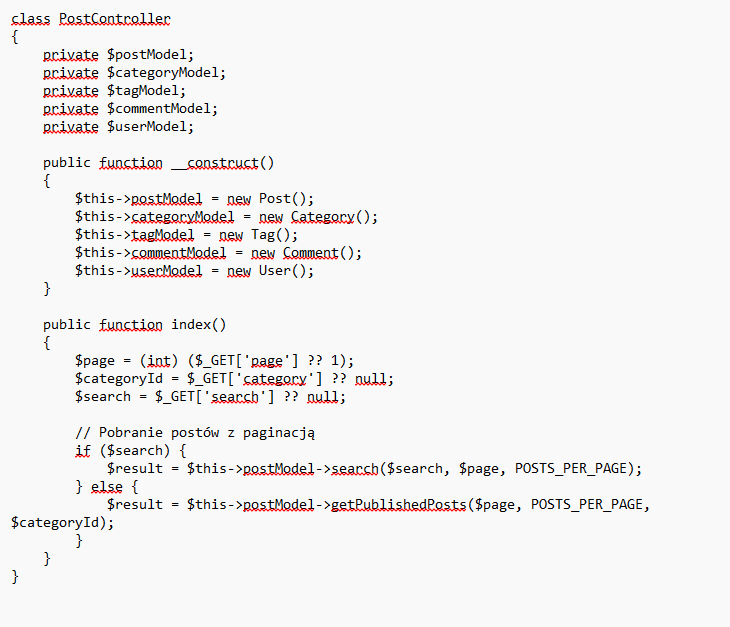 class PostController
{
    private $postModel;
    private $categoryModel;
    private $tagModel;
    private $commentModel;
    private $userModel;

    public function __construct()
    {
        $this->postModel = new Post();
        $this->categoryModel = new Category();
        $this->tagModel = new Tag();
        $this->commentModel = new Comment();
        $this->userModel = new User();
    }

    public function index()
    {
        $page = (int) ($_GET['page'] ?? 1);
        $categoryId = $_GET['category'] ?? null;
        $search = $_GET['search'] ?? null;

        // Pobranie postów z paginacją
        if ($search) {
            $result = $this->postModel->search($search, $page, POSTS_PER_PAGE);
        } else {
            $result = $this->postModel->getPublishedPosts($page, POSTS_PER_PAGE,
$categoryId);
        }
    }
}